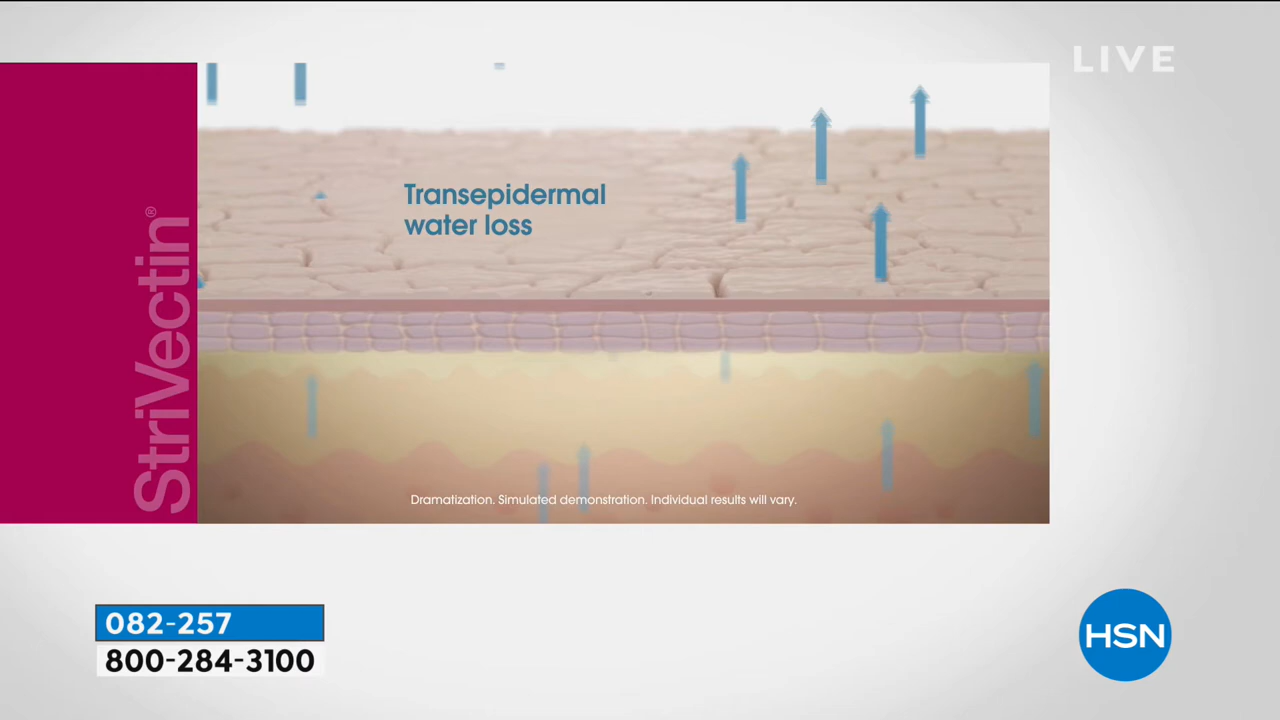 LIVE
StriVectin®
Transepidermal
water loss
Dramatization. Simulated demonstration. Individual results will vary.
082-257
800-284-3100
HSN